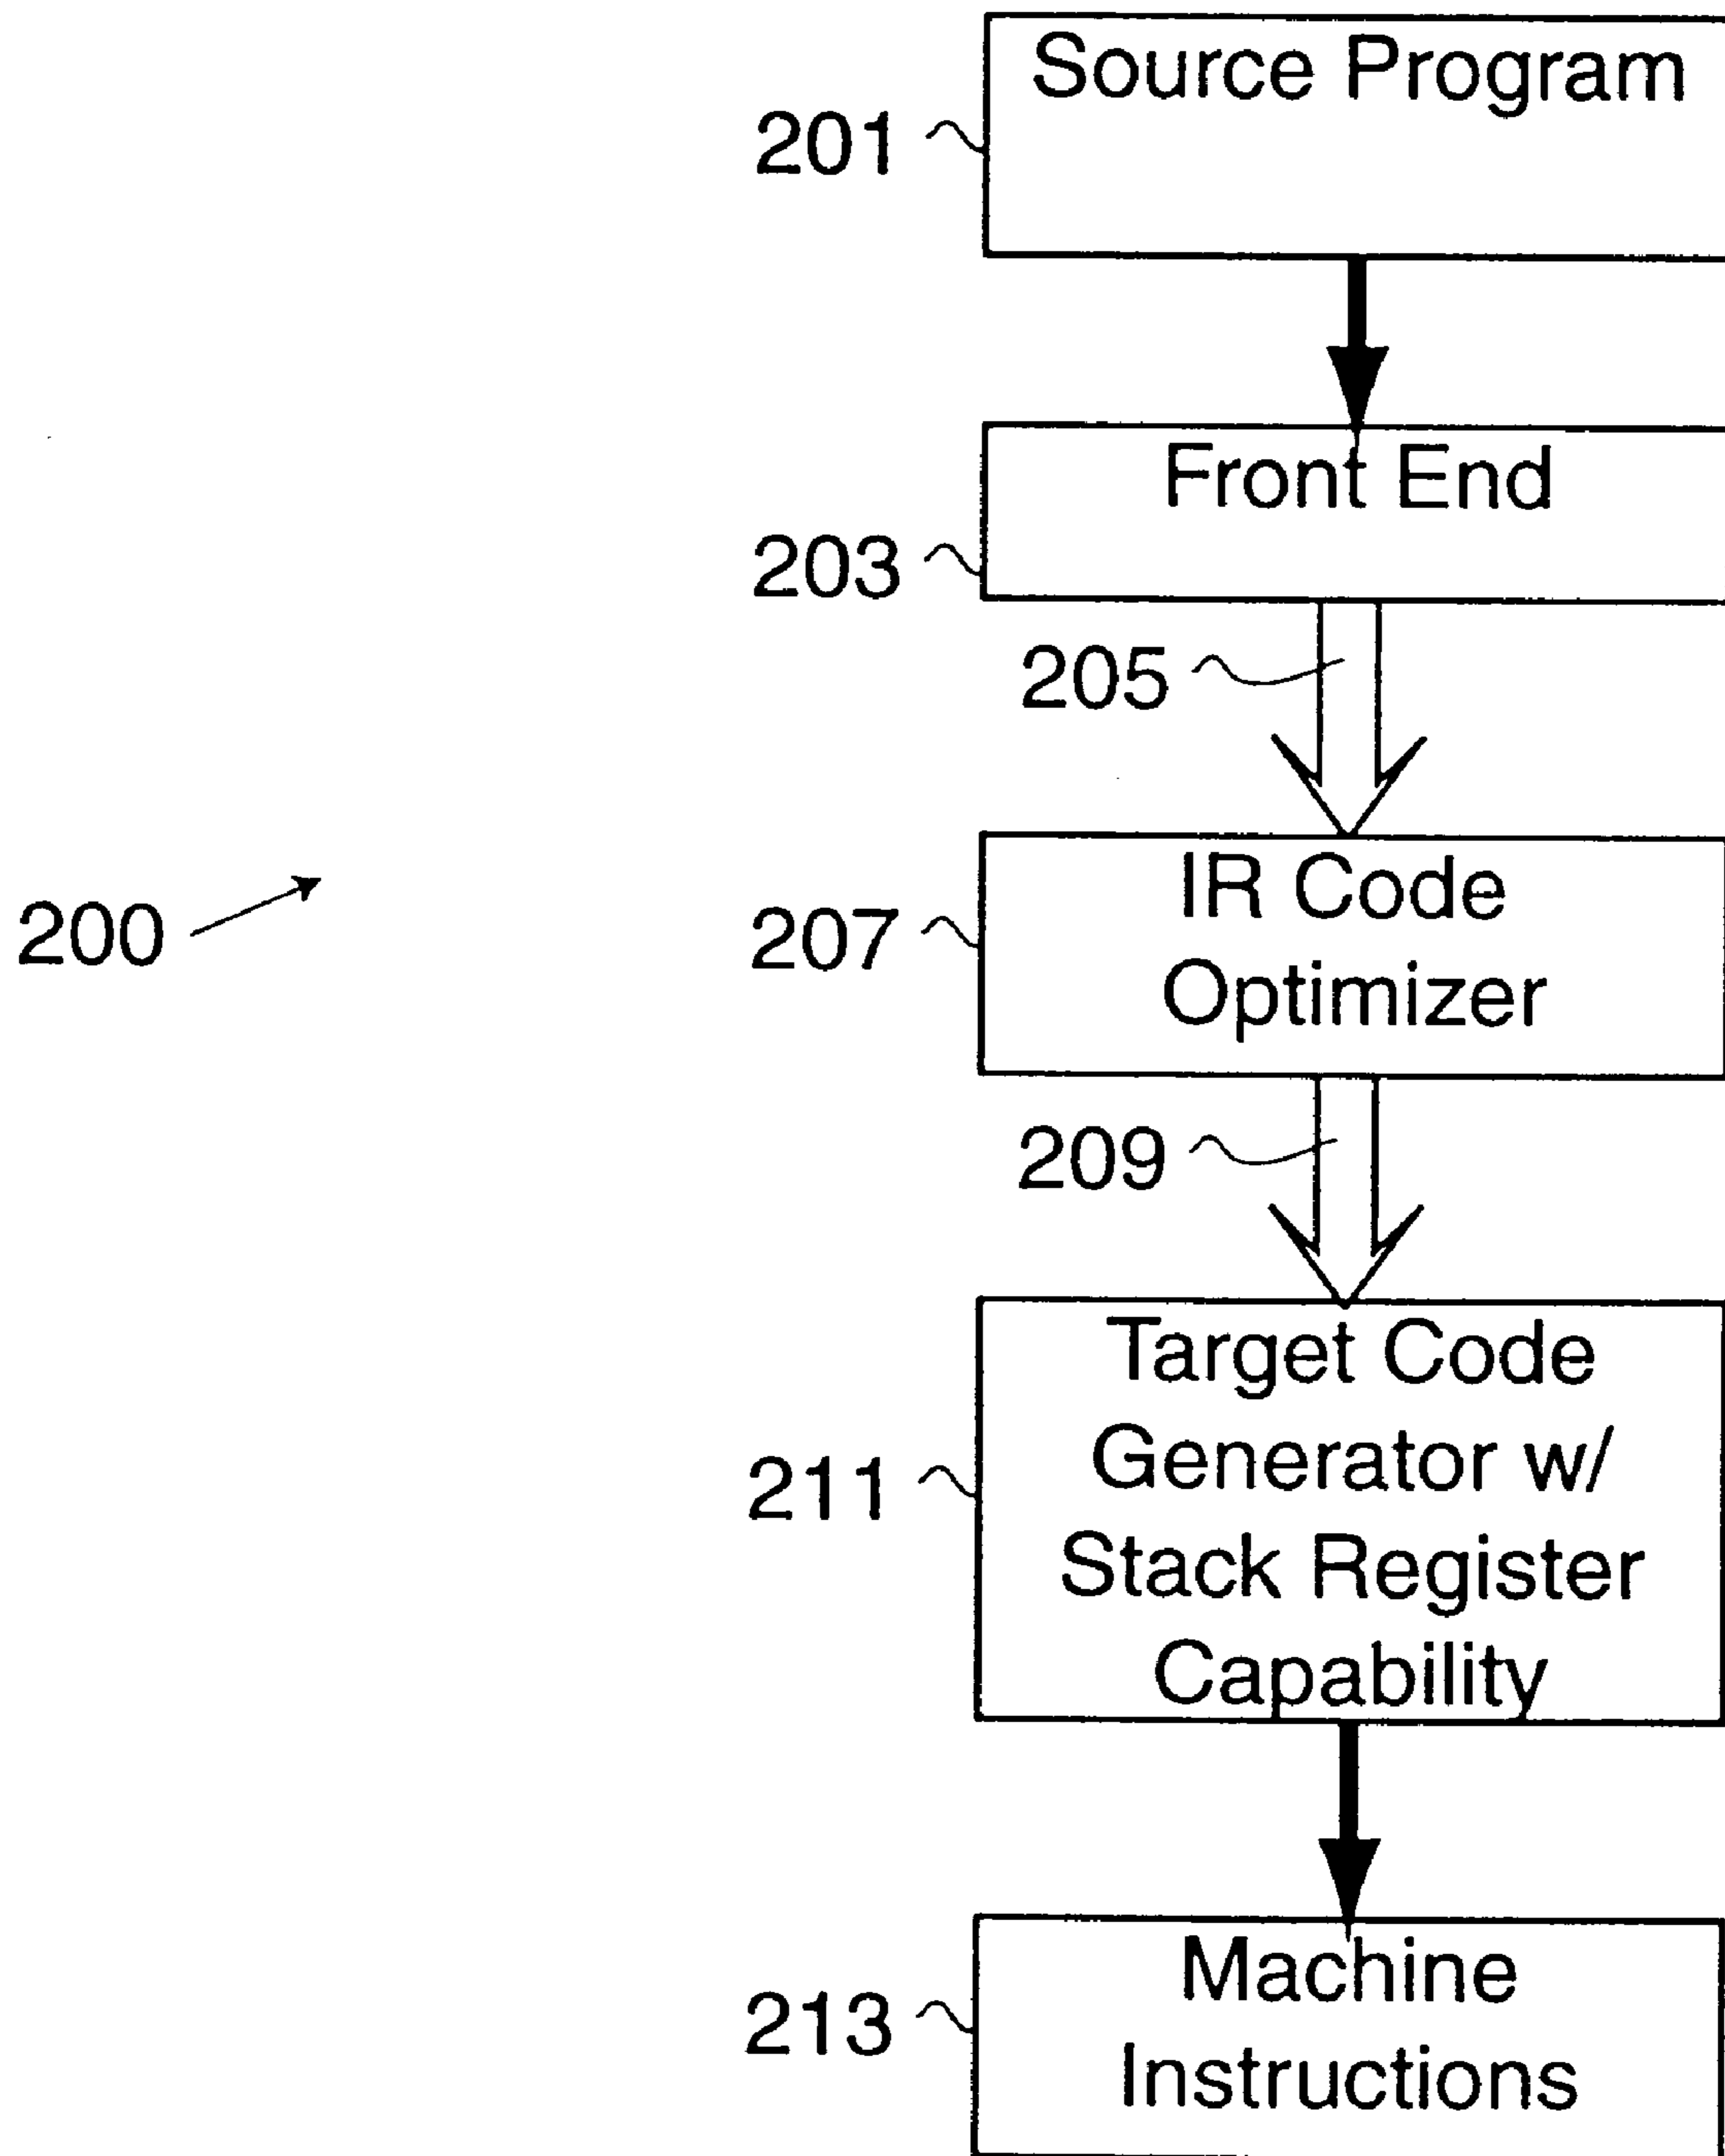 Source Program
201
Front End
203
205
IR Code
Optimizer
200
207
209
Target Code
Generator w/
Stack Register
Capability
211
Machine
Instructions
213